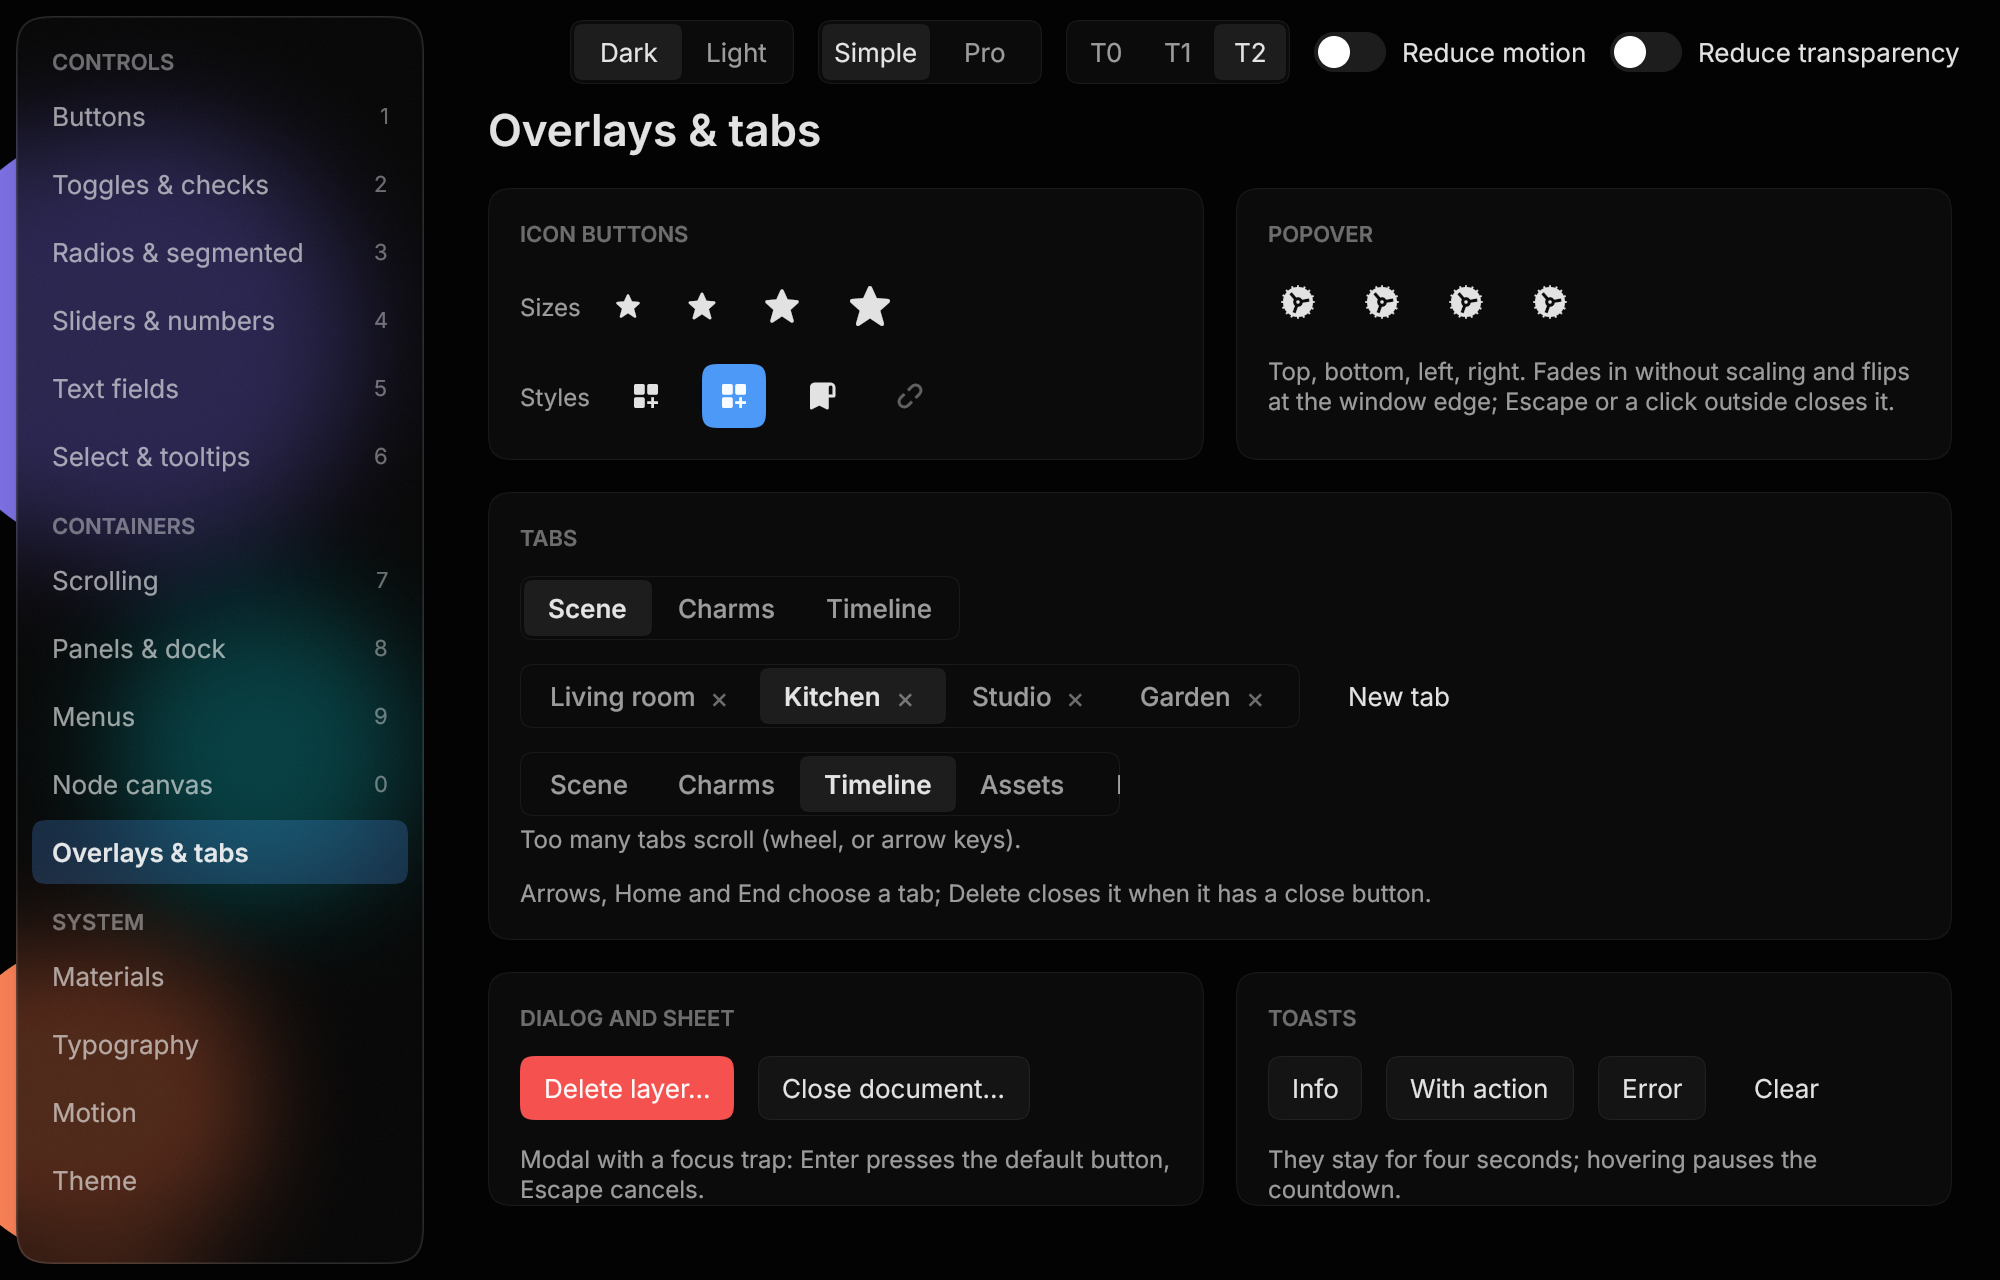 CONTROLS
Buttons 1
Toggles & checks 2
Radios & segmented 3
Sliders & numbers 4
Text fields 5
Select & tooltips 6
CONTAINERS
Scrolling 7
Panels & dock 8
Menus 9
Node canvas 0
Overlays & tabs
SYSTEM
Materials
Typography
Motion
Theme
Dark Light Simple Pro T0 T1 T2 Reduce motion Reduce transparency
Overlays & tabs
ICON BUTTONS
Sizes
Styles
POPOVER
Top, bottom, left, right. Fades in without scaling and flips
at the window edge; Escape or a click outside closes it.
TABS
Scene Charms Timeline
Living room × Kitchen × Studio × Garden × New tab
Scene Charms Timeline Assets
Too many tabs scroll (wheel, or arrow keys).
Arrows, Home and End choose a tab; Delete closes it when it has a close button.
DIALOG AND SHEET
Delete layer... Close document...
Modal with a focus trap: Enter presses the default button,
Escape cancels.
TOASTS
Info With action Error Clear
They stay for four seconds; hovering pauses the
countdown.